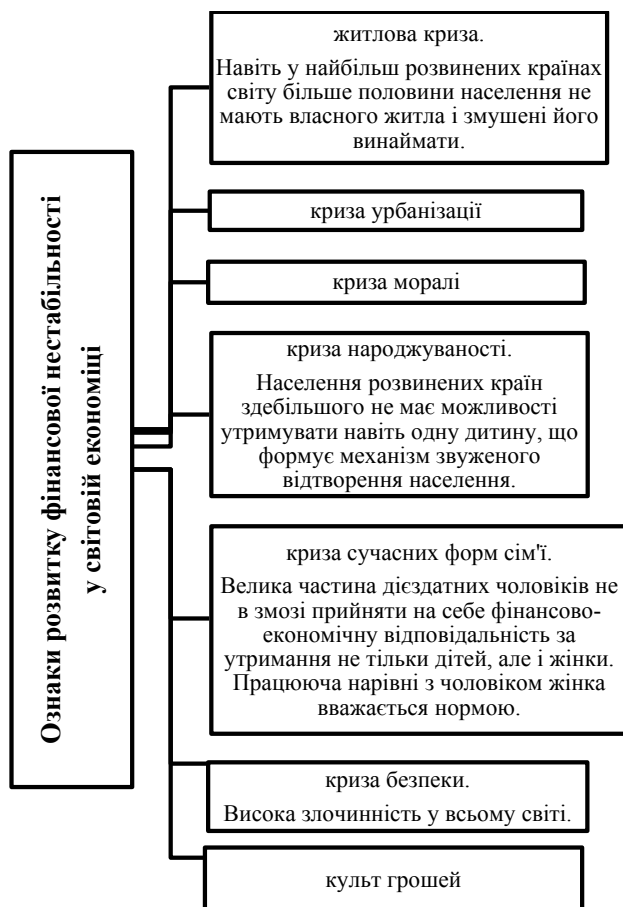 Ознаки розвитку фінансової нестабільності
у світовій економіці
житлова криза.
Навіть у найбільш розвинених країнах
світу більше половини населення не
мають власного житла і змушені його
винаймати.
криза урбанізації
криза моралі
криза народжуваності.
Населення розвинених країн
здебільшого не має можливості
утримувати навіть одну дитину, що
формує механізм звуженого
відтворення населення.
криза сучасних форм сім'ї.
Велика частина дієздатних чоловіків не
в змозі прийняти на себе фінансово-
економічну відповідальність за
утримання не тільки дітей, але і жінки.
Працююча нарівні з чоловіком жінка
вважається нормою.
криза безпеки.
Висока злочинність у всьому світі.
культ грошей